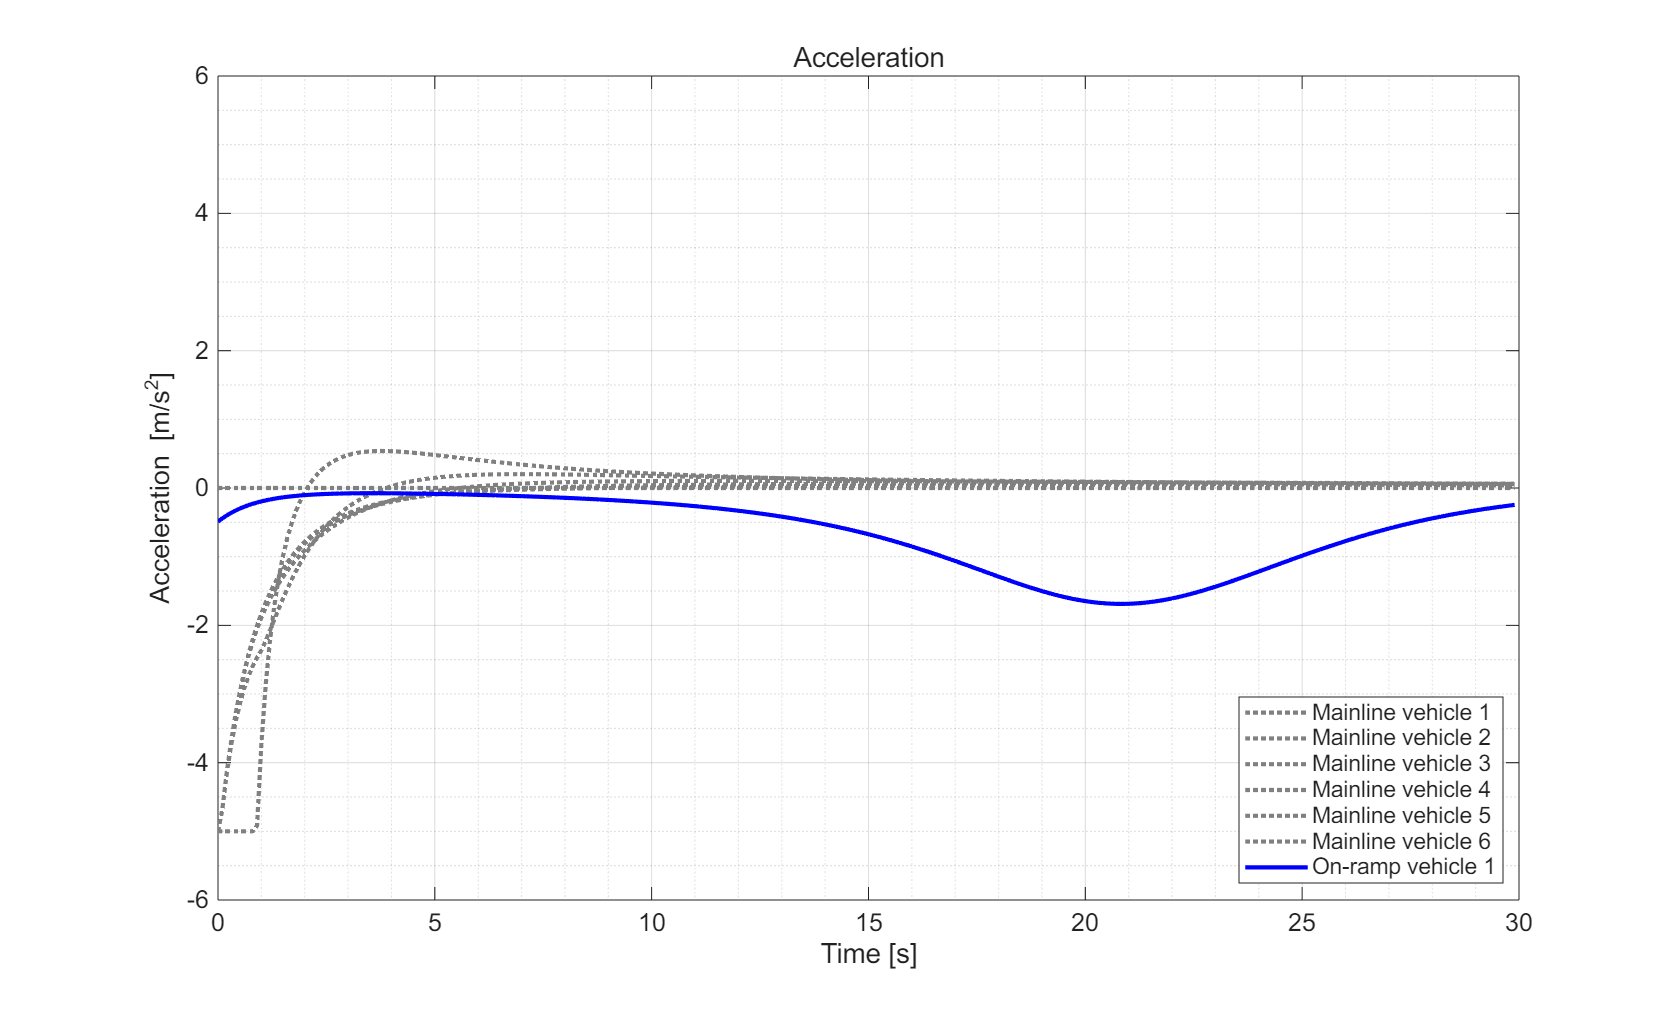 Acceleration
6
4
2
0
-2
-4
-6
Acceleration [m/s²]
0 5 10 15 20 25 30
Time [s]
Mainline vehicle 1
Mainline vehicle 2
Mainline vehicle 3
Mainline vehicle 4
Mainline vehicle 5
Mainline vehicle 6
On-ramp vehicle 1